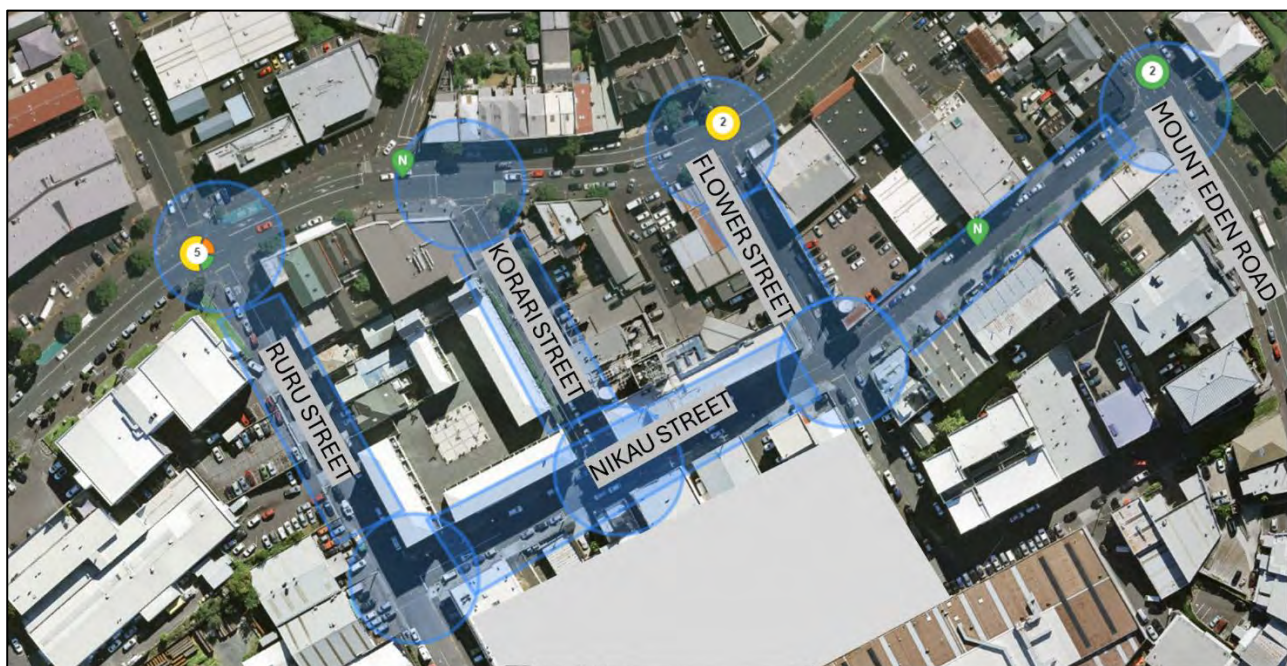 2
2
N
MOUNT EDEN ROAD
FLOWER STREET
5
N
KORARI STREET
RURU STREET
NIKAU STREET